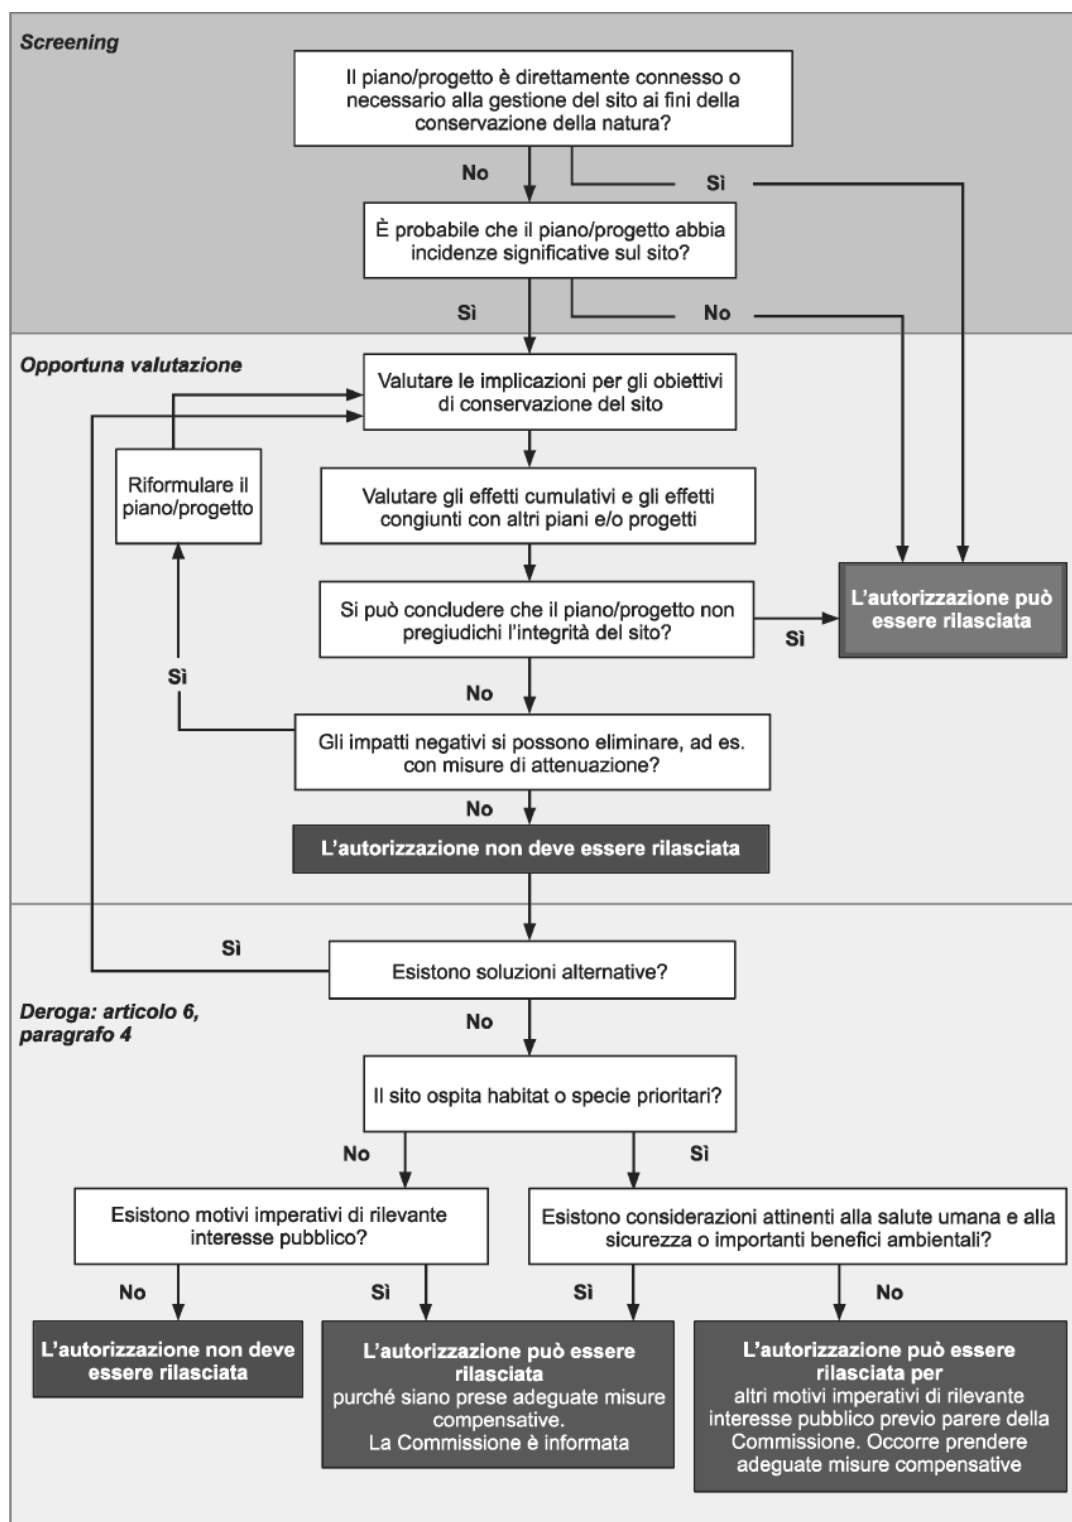 Screening
Il piano/progetto è direttamente connesso o
necessario alla gestione del sito ai fini della
conservazione della natura?
No
Sì
È probabile che il piano/progetto abbia
incidenze significative sul sito?
Sì
No
Opportuna valutazione
Valutare le implicazioni per gli obiettivi
di conservazione del sito
Riformulare il
piano/progetto
Valutare gli effetti cumulativi e gli effetti
congiunti con altri piani e/o progetti
Si può concludere che il piano/progetto non
pregiudichi l'integrità del sito?
Sì
L'autorizzazione può
essere rilasciata
Sì
No
Gli impatti negativi si possono eliminare, ad es.
con misure di attenuazione?
No
L'autorizzazione non deve essere rilasciata
Sì
Esistono soluzioni alternative?
Deroga: articolo 6,
paragrafo 4
No
Il sito ospita habitat o specie prioritari?
No
Sì
Esistono motivi imperativi di rilevante
interesse pubblico?
Esistono considerazioni attinenti alla salute umana e alla
sicurezza o importanti benefici ambientali?
No
Sì
Sì
No
L'autorizzazione non deve
essere rilasciata
L'autorizzazione può essere
rilasciata
purché siano prese adeguate misure
compensative.
La Commissione è informata
L'autorizzazione può essere
rilasciata per
altri motivi imperativi di rilevante
interesse pubblico previo parere della
Commissione. Occorre prendere
adeguate misure compensative